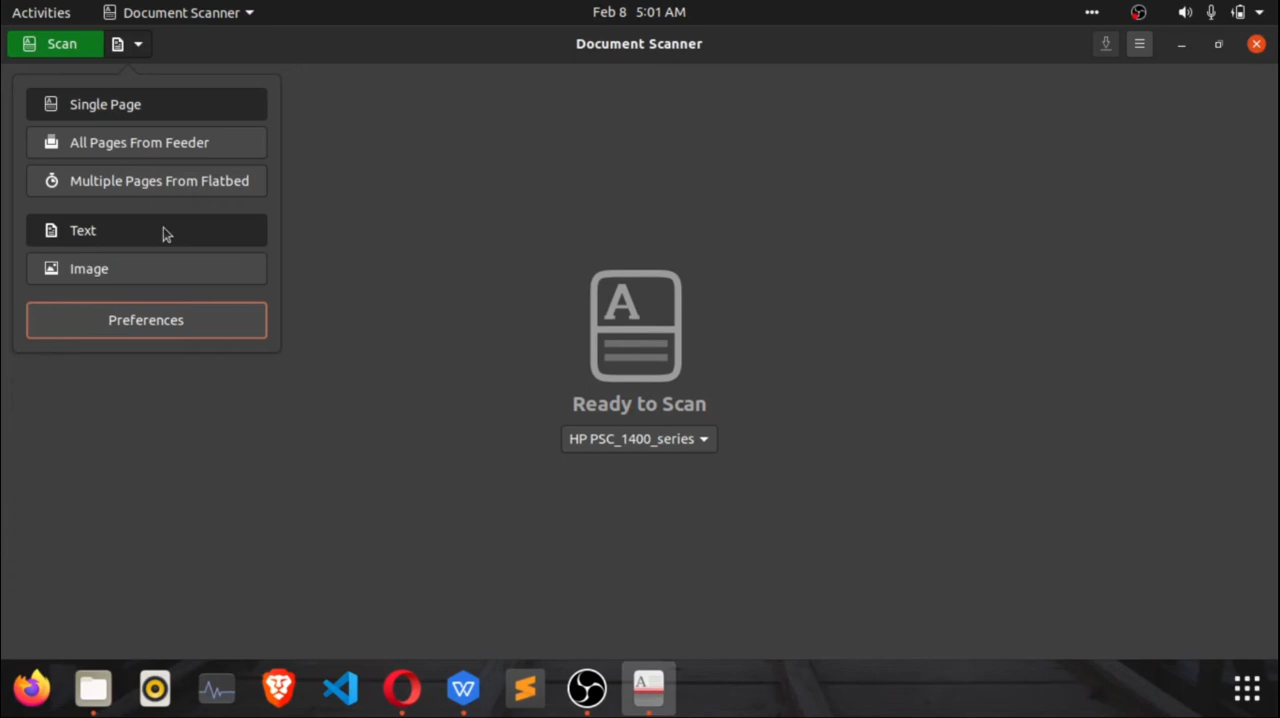 Activities Document Scanner Feb 8 5:01 AM
Scan Document Scanner
Single Page
All Pages From Feeder
Multiple Pages From Flatbed
Text
Image
Preferences
A
Ready to Scan
HP PSC_1400_series